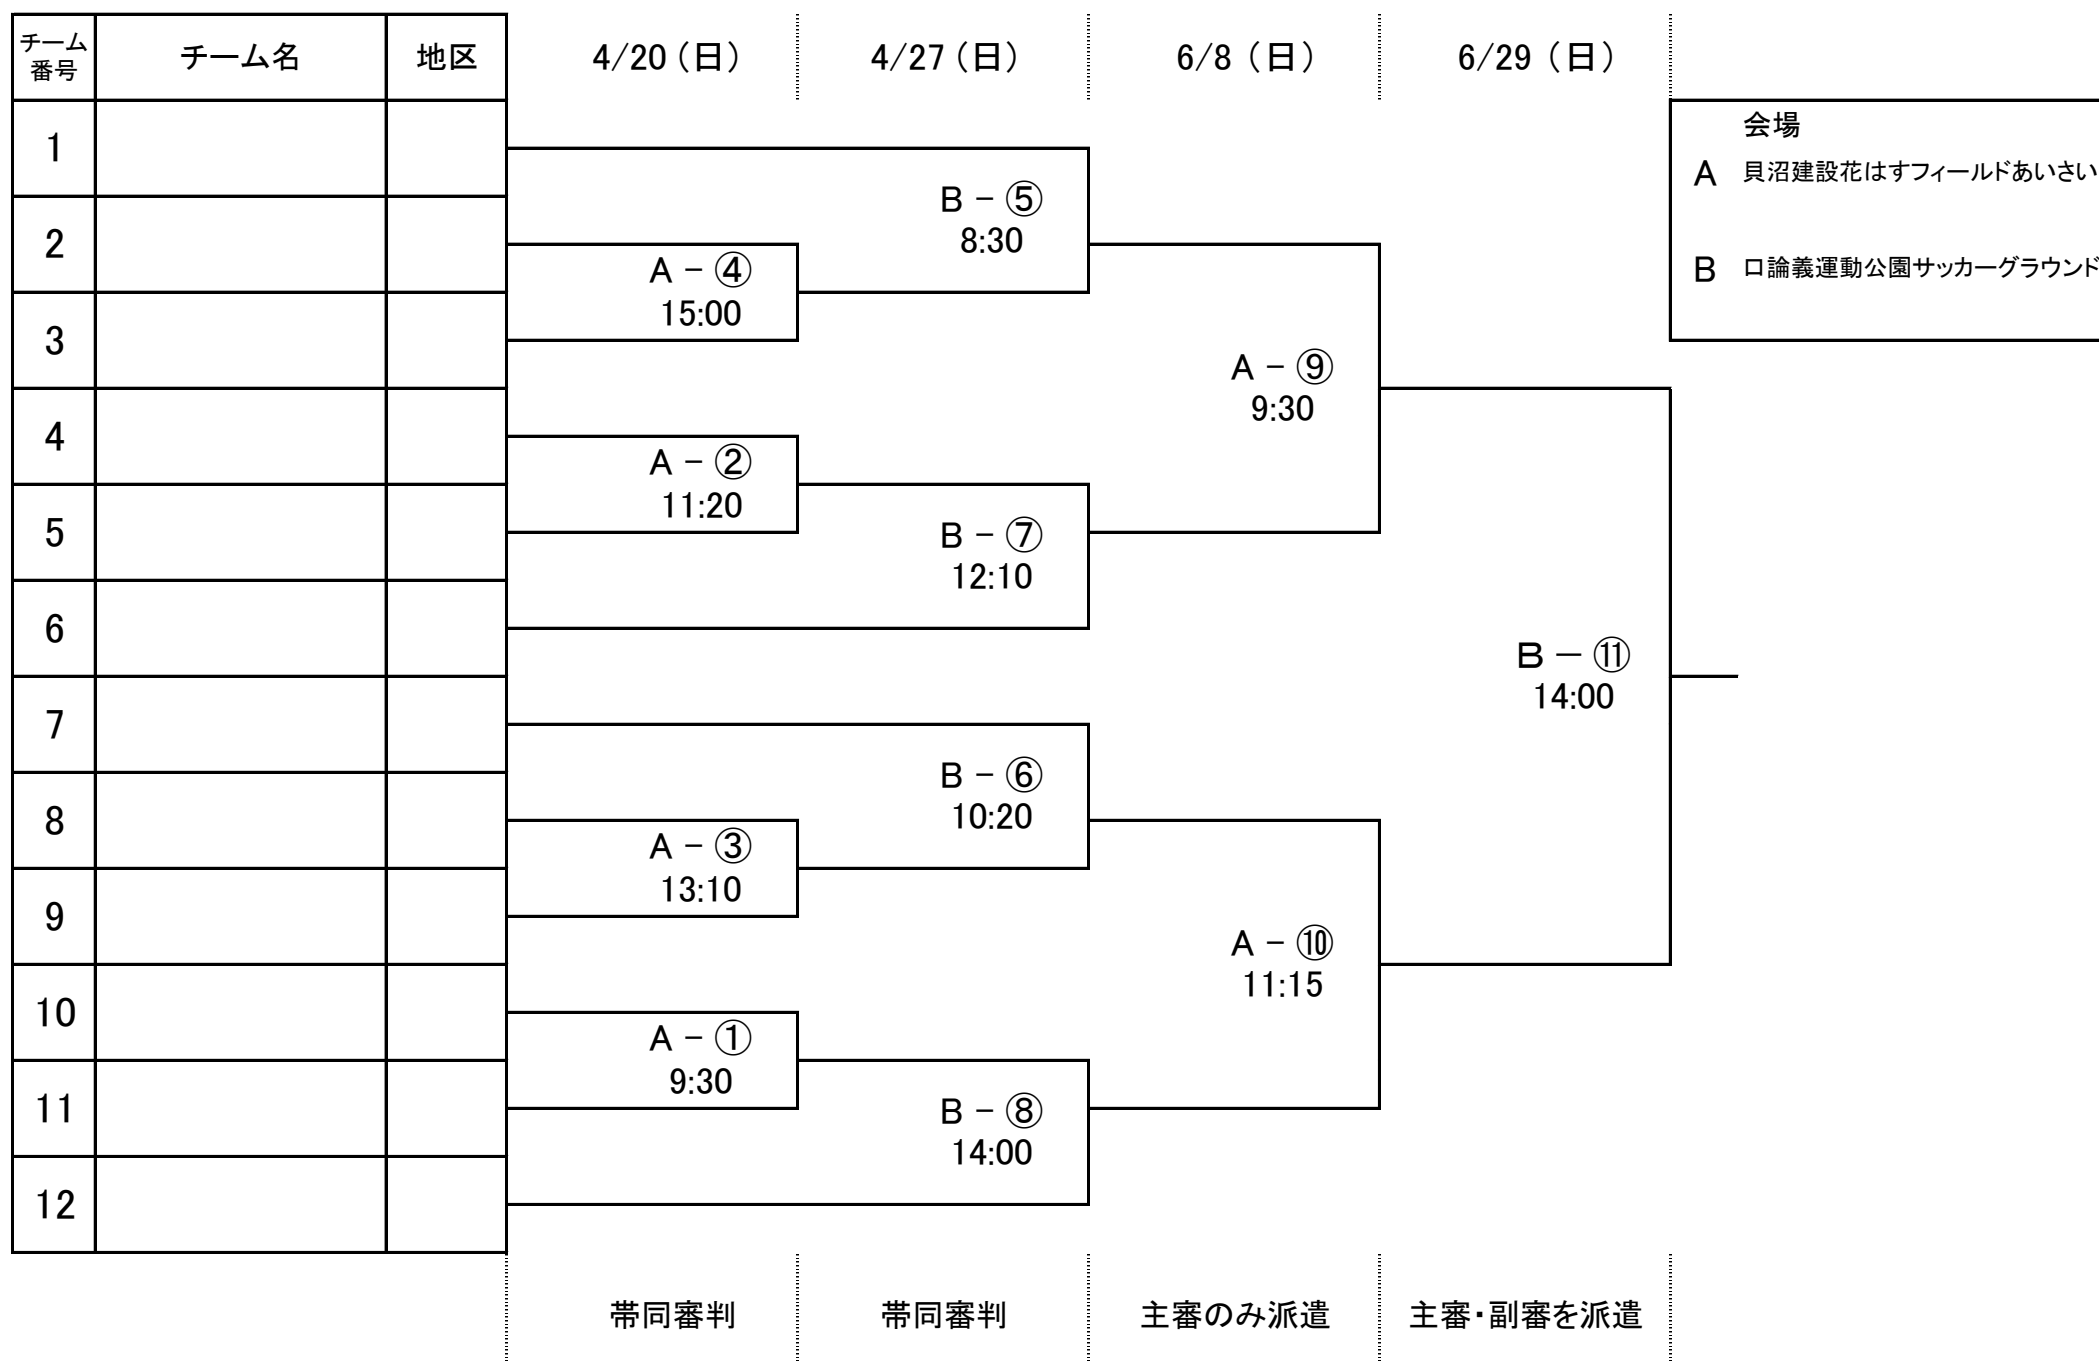 チーム
番号
チーム名
地区
4/20（日）
4/27（日）
6/8（日）
6/29（日）
会場
A 貝沼建設花はすフィールドあいさい
B 口論義運動公園サッカーグラウンド
1
B－⑤
8:30
2
A－④
15:00
3
A－⑨
9:30
4
A－②
11:20
5
B－⑦
12:10
6
B－⑪
14:00
7
B－⑥
10:20
8
A－③
13:10
9
A－⑩
11:15
10
A－①
9:30
11
B－⑧
14:00
12
帯同審判
帯同審判
主審のみ派遣
主審・副審を派遣